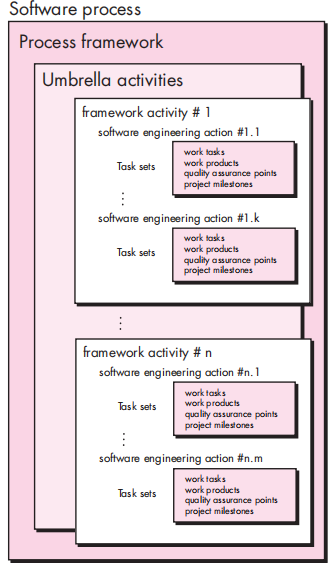 Software process
Process framework
Umbrella activities
framework activity # 1
software engineering action #1.1
Task sets
work tasks
work products
quality assurance points
project milestones
software engineering action #1.k
Task sets
work tasks
work products
quality assurance points
project milestones
framework activity # n
software engineering action #n.1
Task sets
work tasks
work products
quality assurance points
project milestones
software engineering action #n.m
Task sets
work tasks
work products
quality assurance points
project milestones